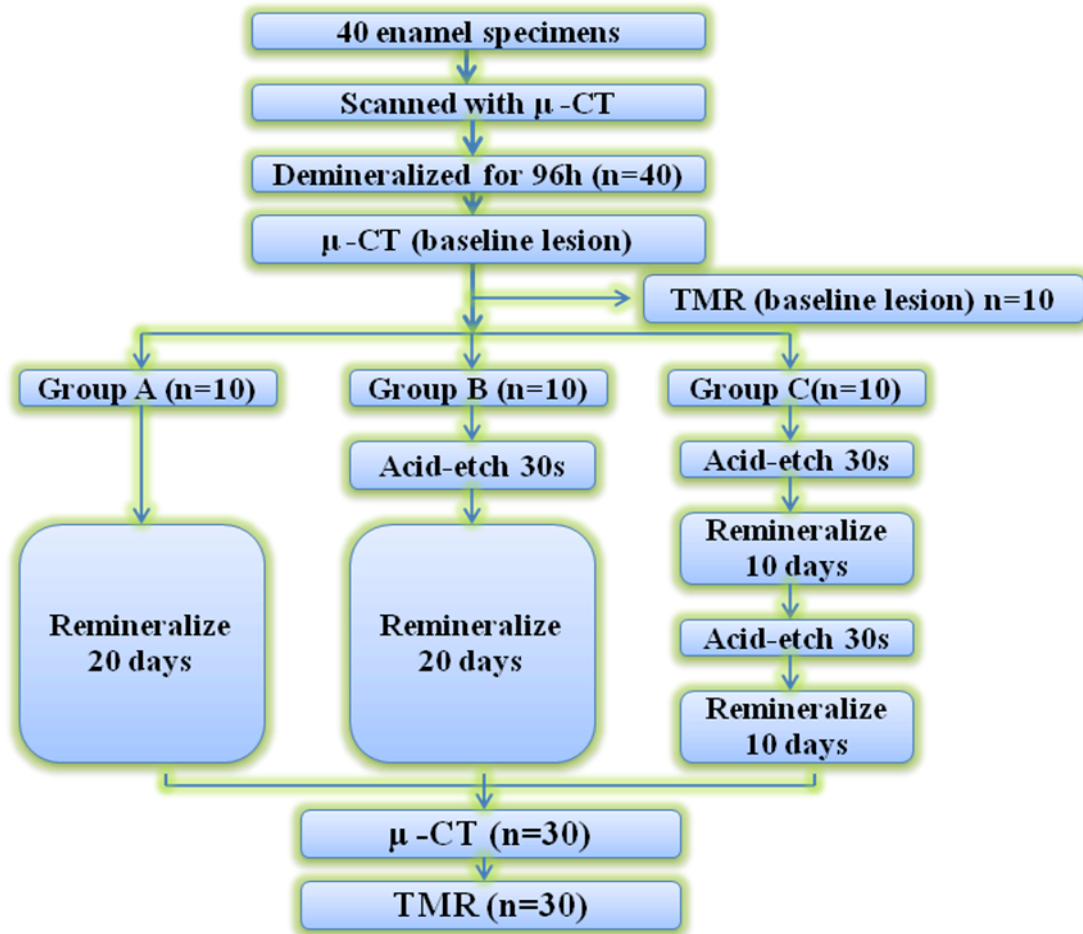 40 enamel specimens
Scanned with μ-CT
Demineralized for 96h (n=40)
μ-CT (baseline lesion)
TMR (baseline lesion) n=10
Group A (n=10)
Group B (n=10)
Group C(n=10)
Acid-etch 30s
Acid-etch 30s
Remineralize
20 days
Remineralize
20 days
Remineralize
10 days
Acid-etch 30s
Remineralize
10 days
μ-CT (n=30)
TMR (n=30)